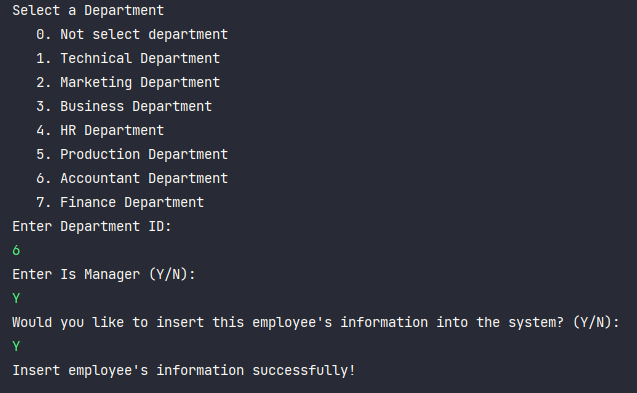 Select a Department
0. Not select department
1. Technical Department
2. Marketing Department
3. Business Department
4. HR Department
5. Production Department
6. Accountant Department
7. Finance Department
Enter Department ID:
6
Enter Is Manager (Y/N):
Y
Would you like to insert this employee's information into the system? (Y/N):
Y
Insert employee's information successfully!